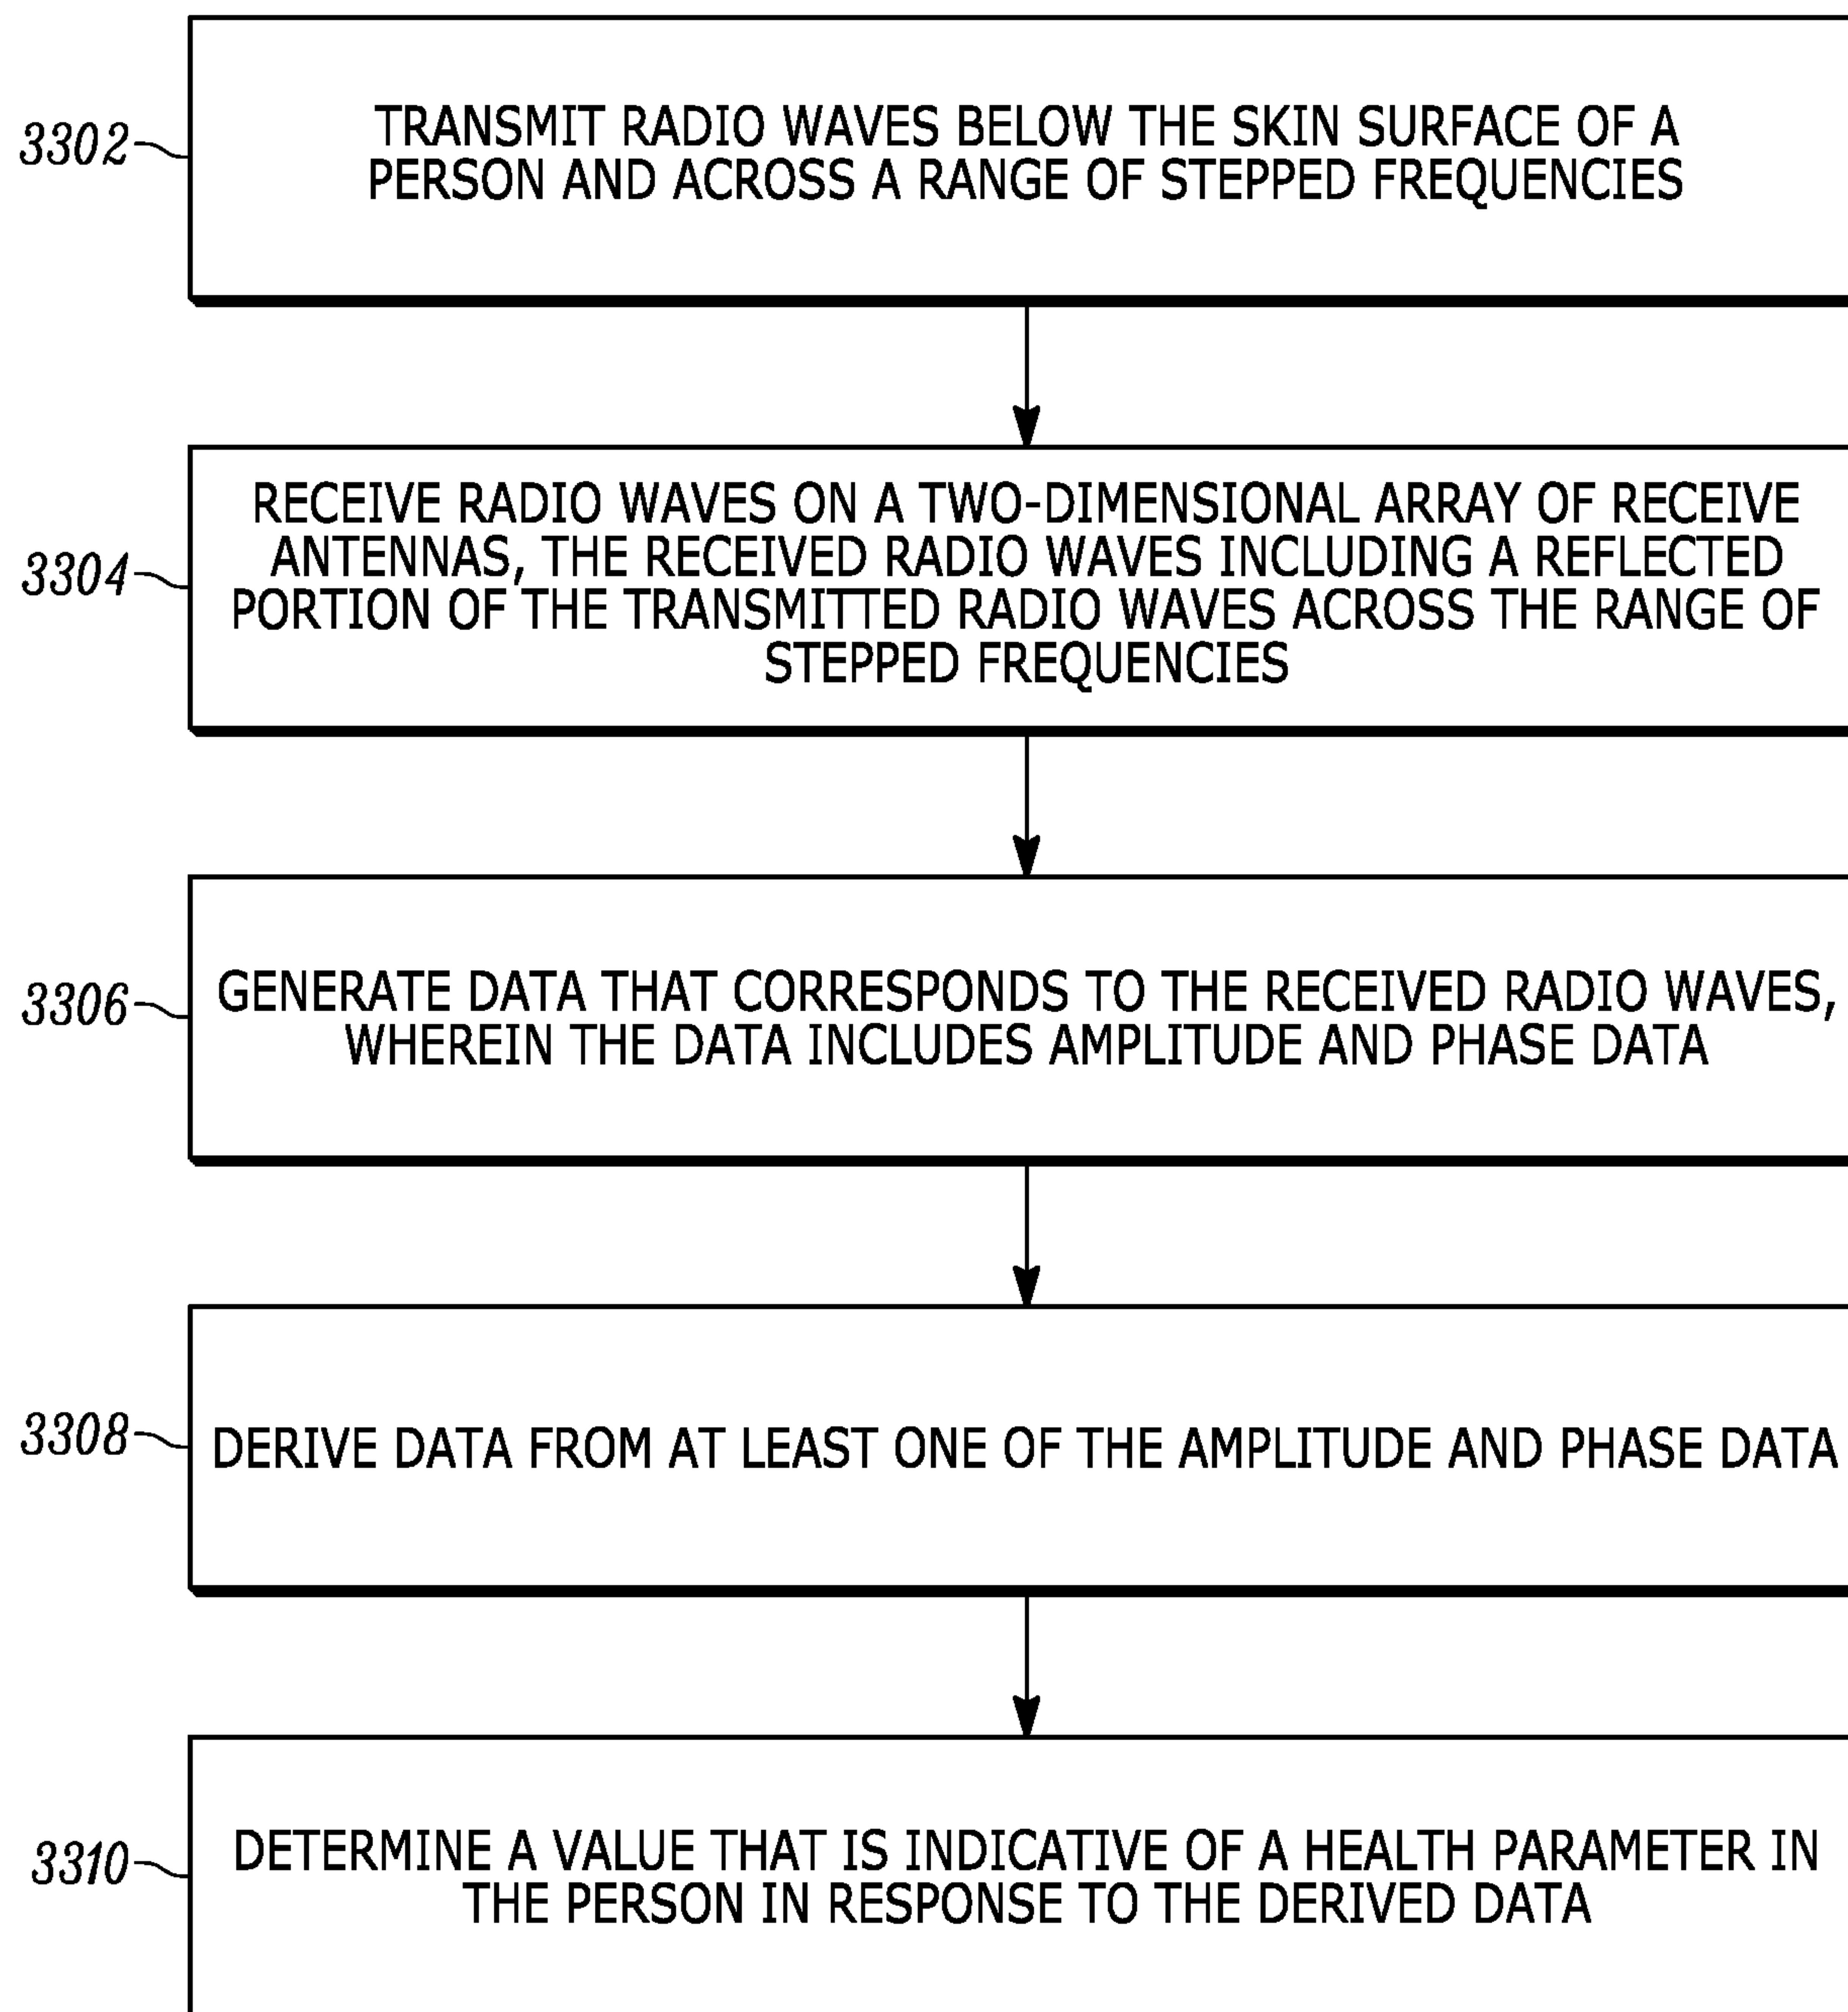 3302
TRANSMIT RADIO WAVES BELOW THE SKIN SURFACE OF A
PERSON AND ACROSS A RANGE OF STEPPED FREQUENCIES
3304
RECEIVE RADIO WAVES ON A TWO-DIMENSIONAL ARRAY OF RECEIVE
ANTENNAS, THE RECEIVED RADIO WAVES INCLUDING A REFLECTED
PORTION OF THE TRANSMITTED RADIO WAVES ACROSS THE RANGE OF
STEPPED FREQUENCIES
3306
GENERATE DATA THAT CORRESPONDS TO THE RECEIVED RADIO WAVES,
WHEREIN THE DATA INCLUDES AMPLITUDE AND PHASE DATA
3308
DERIVE DATA FROM AT LEAST ONE OF THE AMPLITUDE AND PHASE DATA
3310
DETERMINE A VALUE THAT IS INDICATIVE OF A HEALTH PARAMETER IN
THE PERSON IN RESPONSE TO THE DERIVED DATA